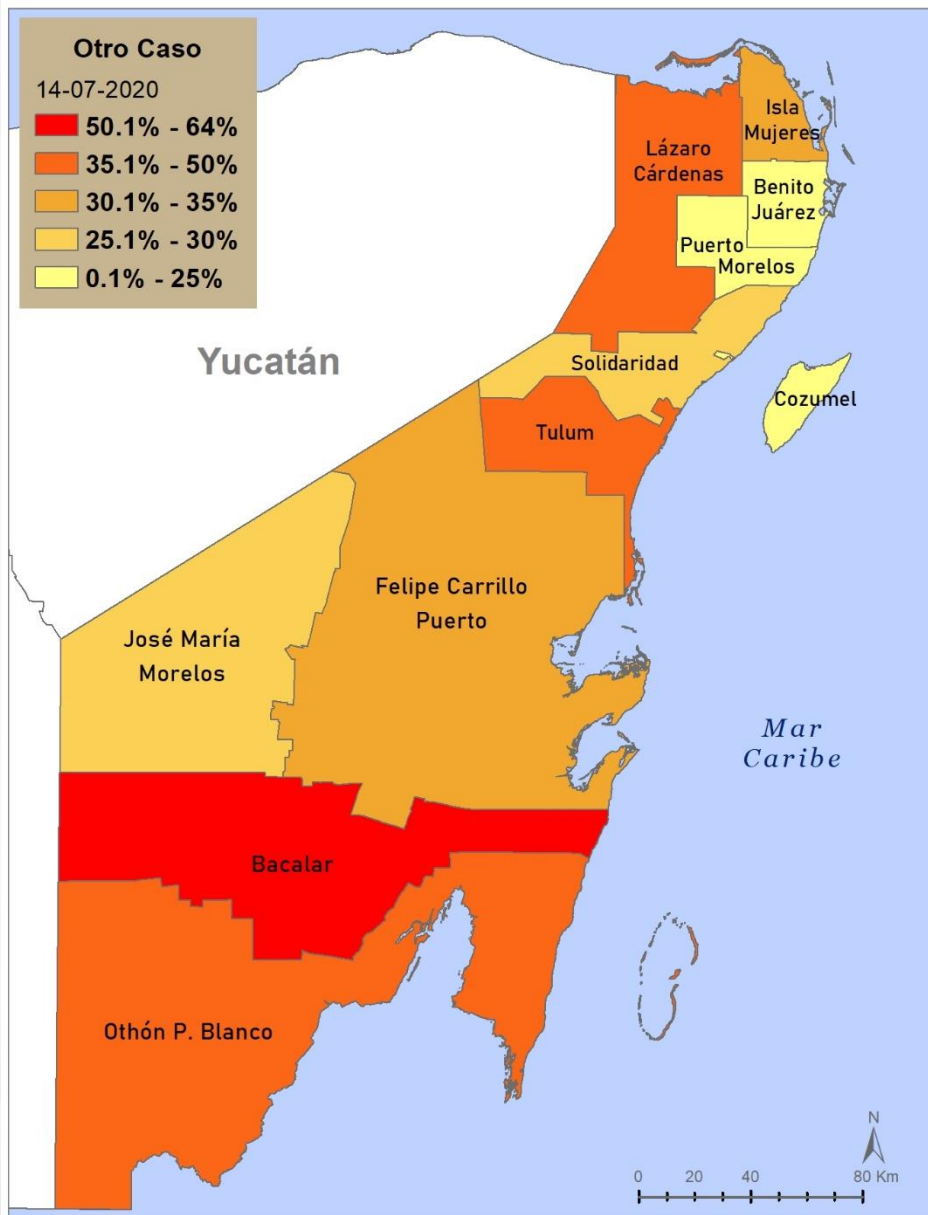 Otro Caso
14-07-2020
50.1% - 64%
35.1% - 50%
30.1% - 35%
25.1% - 30%
0.1% - 25%
Isla
Mujeres
Lázaro
Cárdenas
Benito
Juárez
Puerto
Morelos
Yucatán
Solidaridad
Cozumel
Tulum
Felipe Carrillo
Puerto
José María
Morelos
Mar
Caribe
Bacalar
Othón P. Blanco
N
0 20 40 80 Km